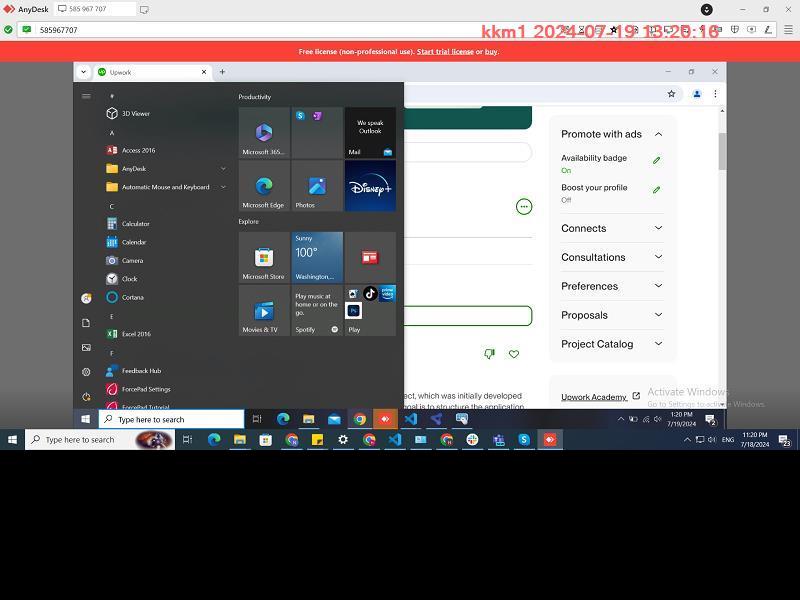 AnyDesk
585 967 707
585967707
kkm1 2024-07-19 13:20:16
Free license (non-professional use). Start trial license or buy.
Upwork
#
3D Viewer
A
Access 2016
AnyDesk
Automatic Mouse and Keyboard
C
Calculator
Calendar
Camera
Clock
Cortana
E
Excel 2016
F
Feedback Hub
ForcePad Settings
ForcePad Tutorial
Productivity
Microsoft 365...
We speak
Outlook
Mail
Microsoft Edge
Photos
Disney+
Explore
Microsoft Store
Sunny
100°
Washington,...
Movies & TV
Play music at
home or on the
go.
Spotify
prime video
Play
ect, which was initially developed
oal is to structure the application
Promote with ads
Availability badge
On
Boost your profile
Off
Connects
Consultations
Preferences
Proposals
Project Catalog
Upwork Academy
Activate Windows
Go to Settings to activate Windows.
Type here to search
1:20 PM
7/19/2024
2
Type here to search
ENG
11:20 PM
7/18/2024
23